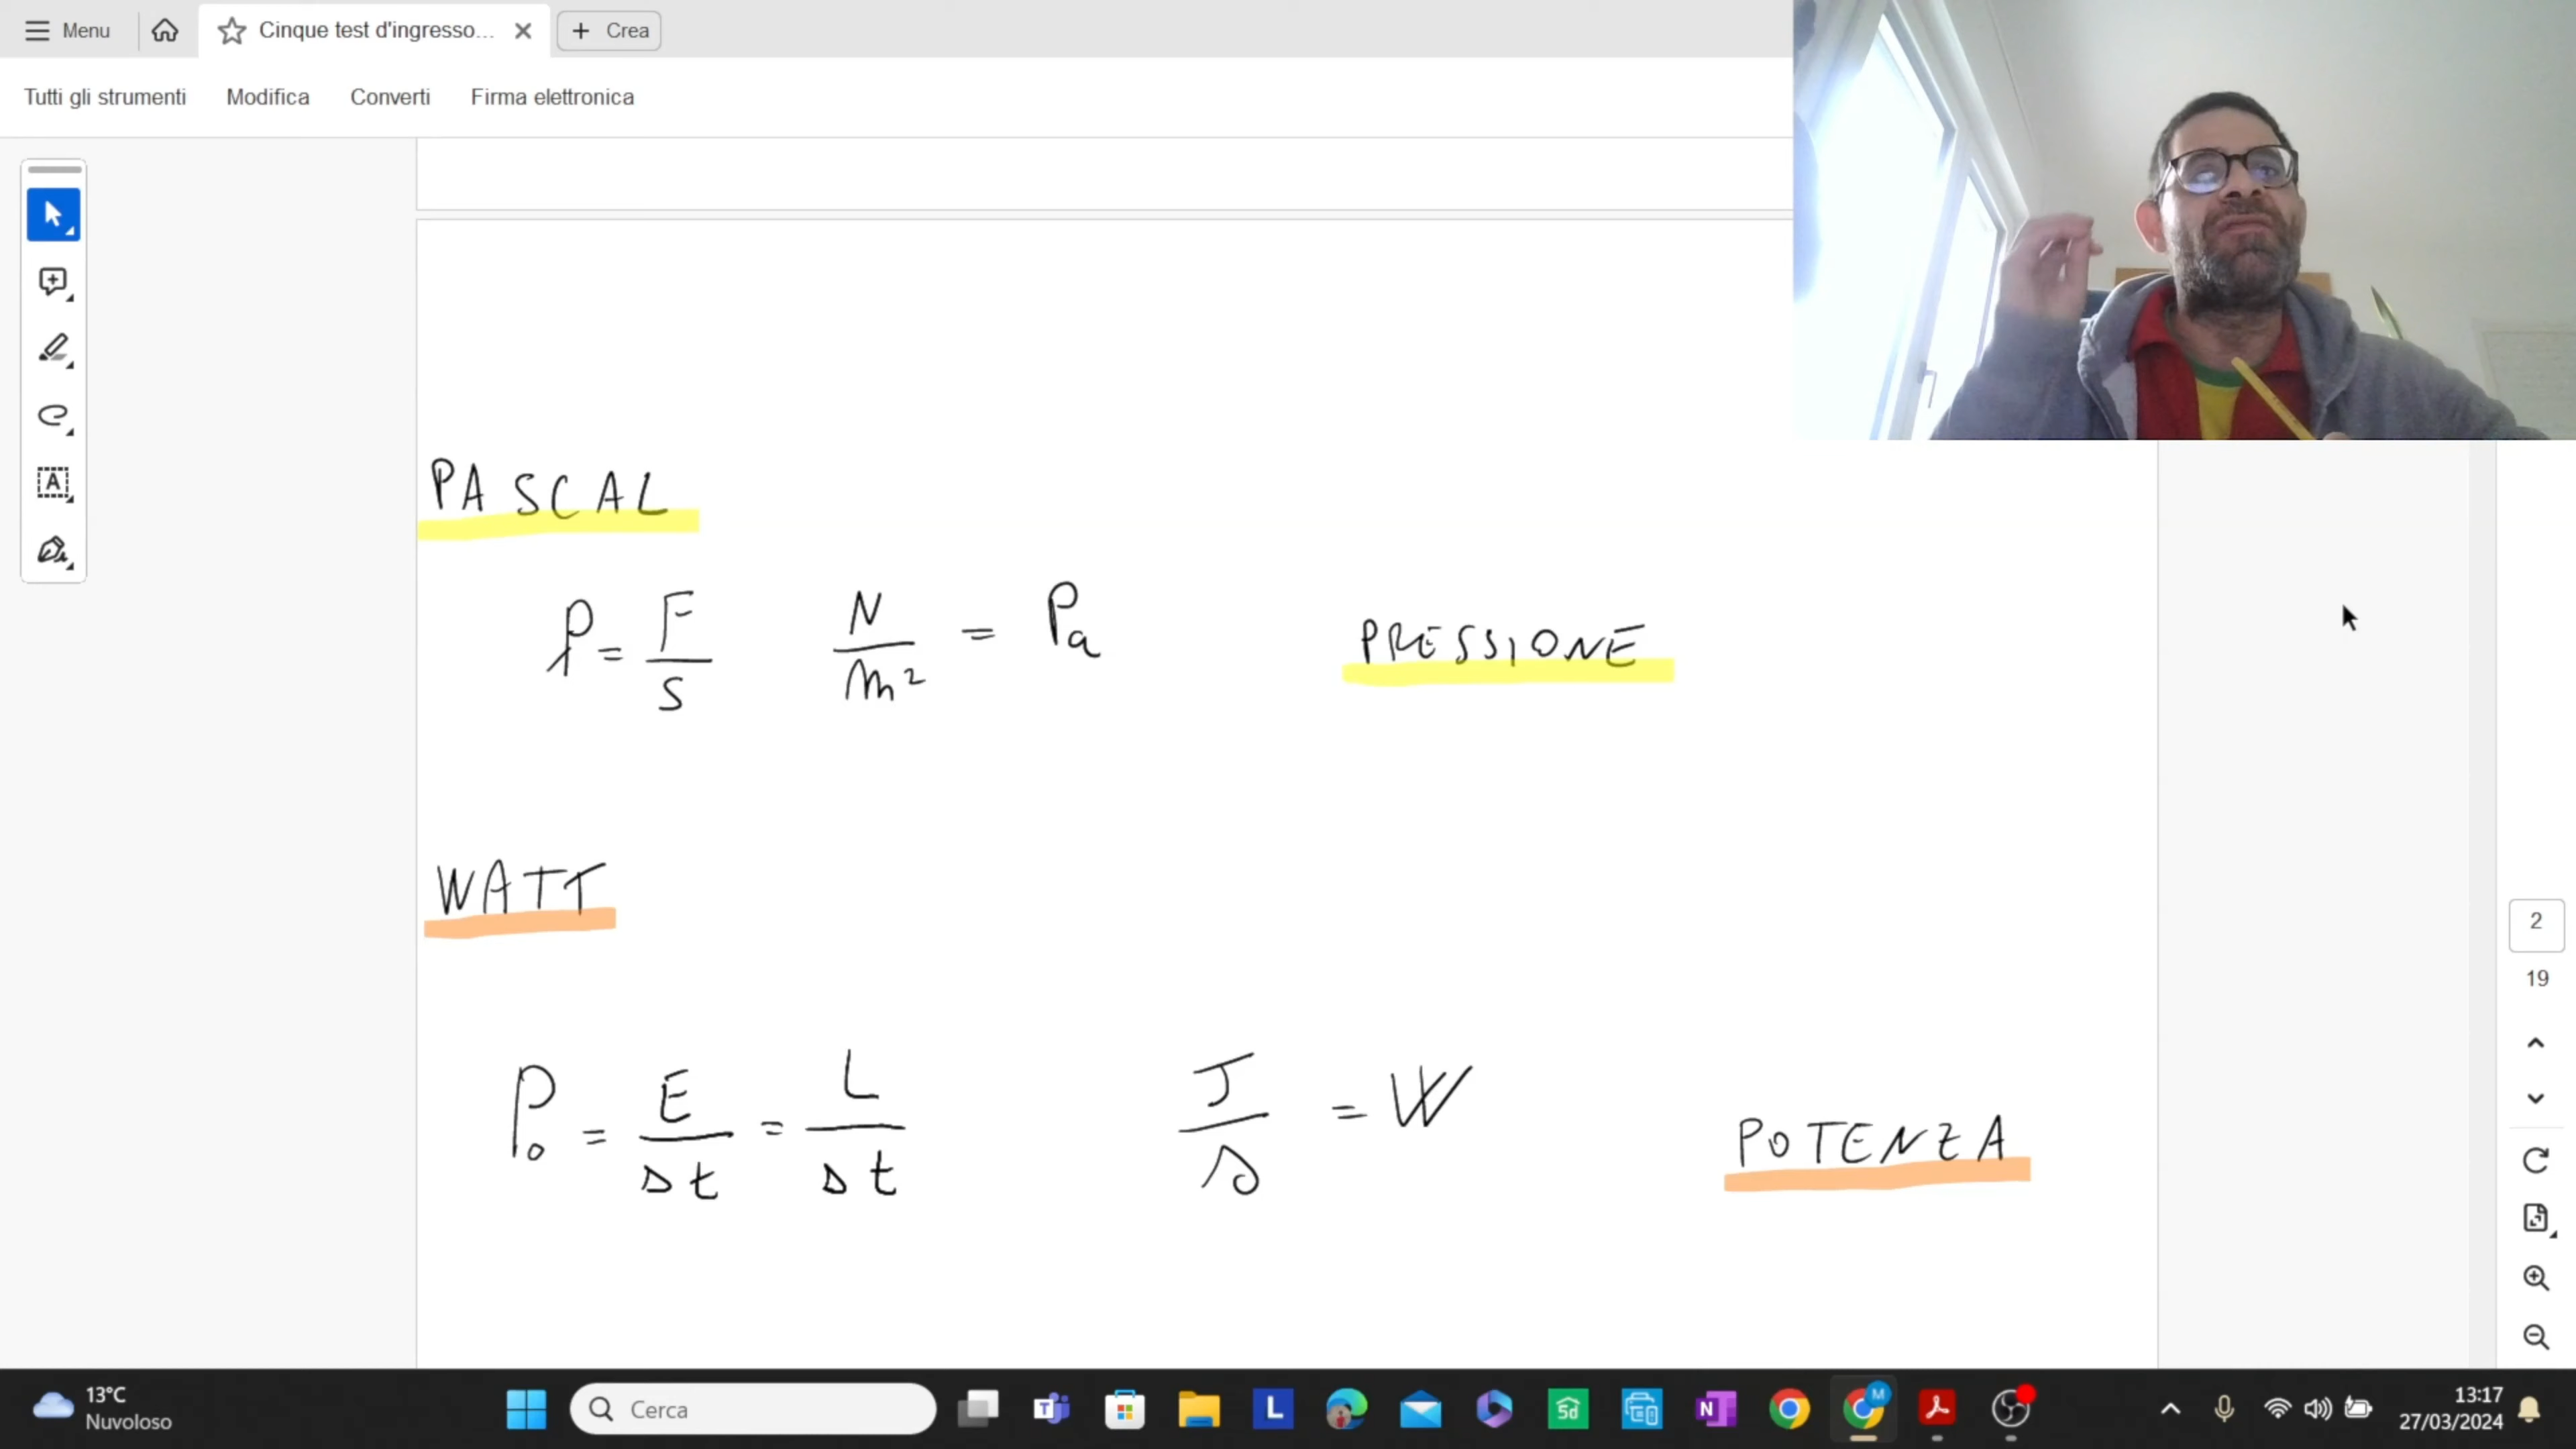 Menu
Cinque test d'ingresso...
Crea
Tutti gli strumenti Modifica Converti Firma elettronica
PASCAL
p = F/S N/m² = Pa PRESSIONE
WATT
Po = E/Δt = L/Δt J/s = W POTENZA
2
19
13°C
Nuvoloso
Cerca
13:17
27/03/2024